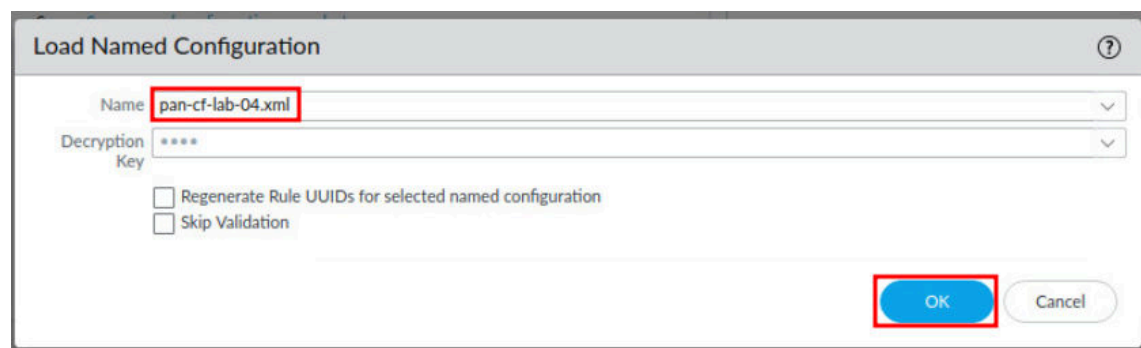 Load Named Configuration
Name pan-cf-lab-04.xml
Decryption ****
Key
Regenerate Rule UUIDs for selected named configuration
Skip Validation
OK Cancel